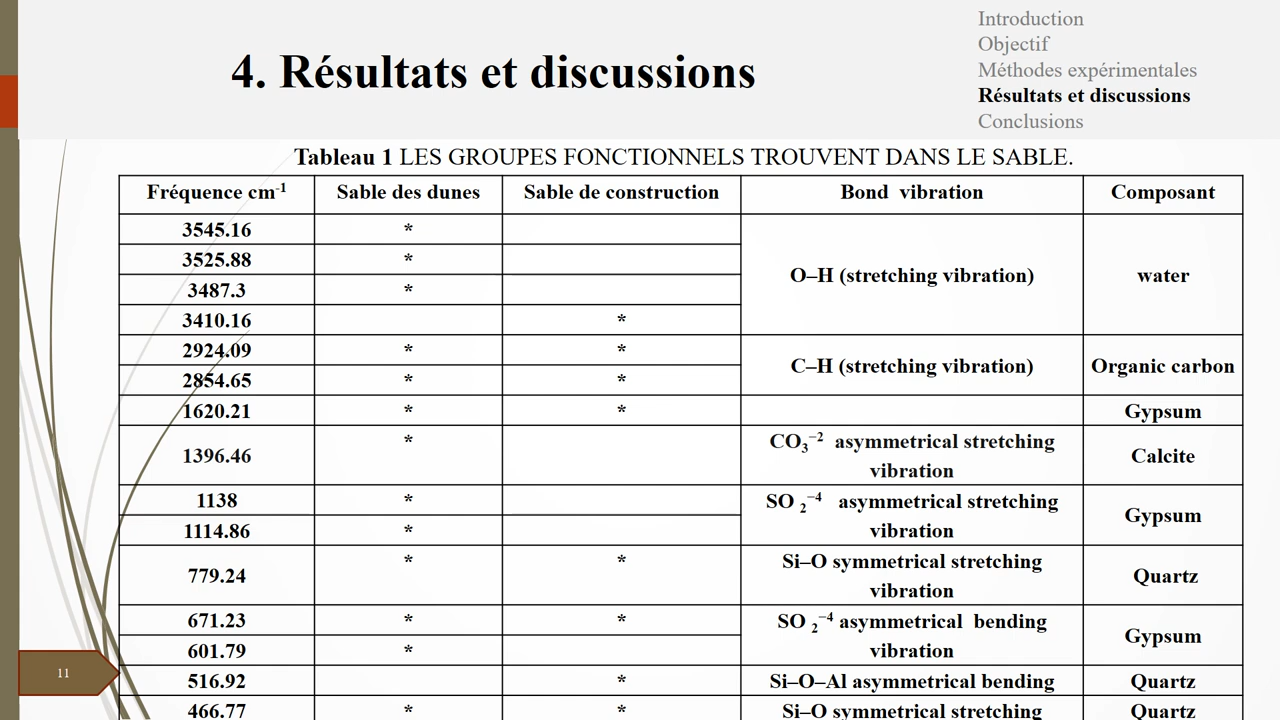 4. Résultats et discussions
Introduction
Objectif
Méthodes expérimentales
Résultats et discussions
Conclusions
Tableau 1 LES GROUPES FONCTIONNELS TROUVENT DANS LE SABLE.
Fréquence cm⁻¹ Sable des dunes Sable de construction Bond vibration Composant
3545.16 *
3525.88 *
O–H (stretching vibration) water
3487.3 *
3410.16 *
2924.09 * *
C–H (stretching vibration) Organic carbon
2854.65 * *
1620.21 * * Gypsum
* CO₃⁻² asymmetrical stretching
1396.46 Calcite
vibration
1138 * SO ₂⁻⁴ asymmetrical stretching
Gypsum
1114.86 * vibration
* * Si–O symmetrical stretching
779.24 Quartz
vibration
671.23 * * SO ₂⁻⁴ asymmetrical bending
Gypsum
601.79 * vibration
516.92 * Si–O–Al asymmetrical bending Quartz
466.77 * * Si–O symmetrical stretching Quartz
11